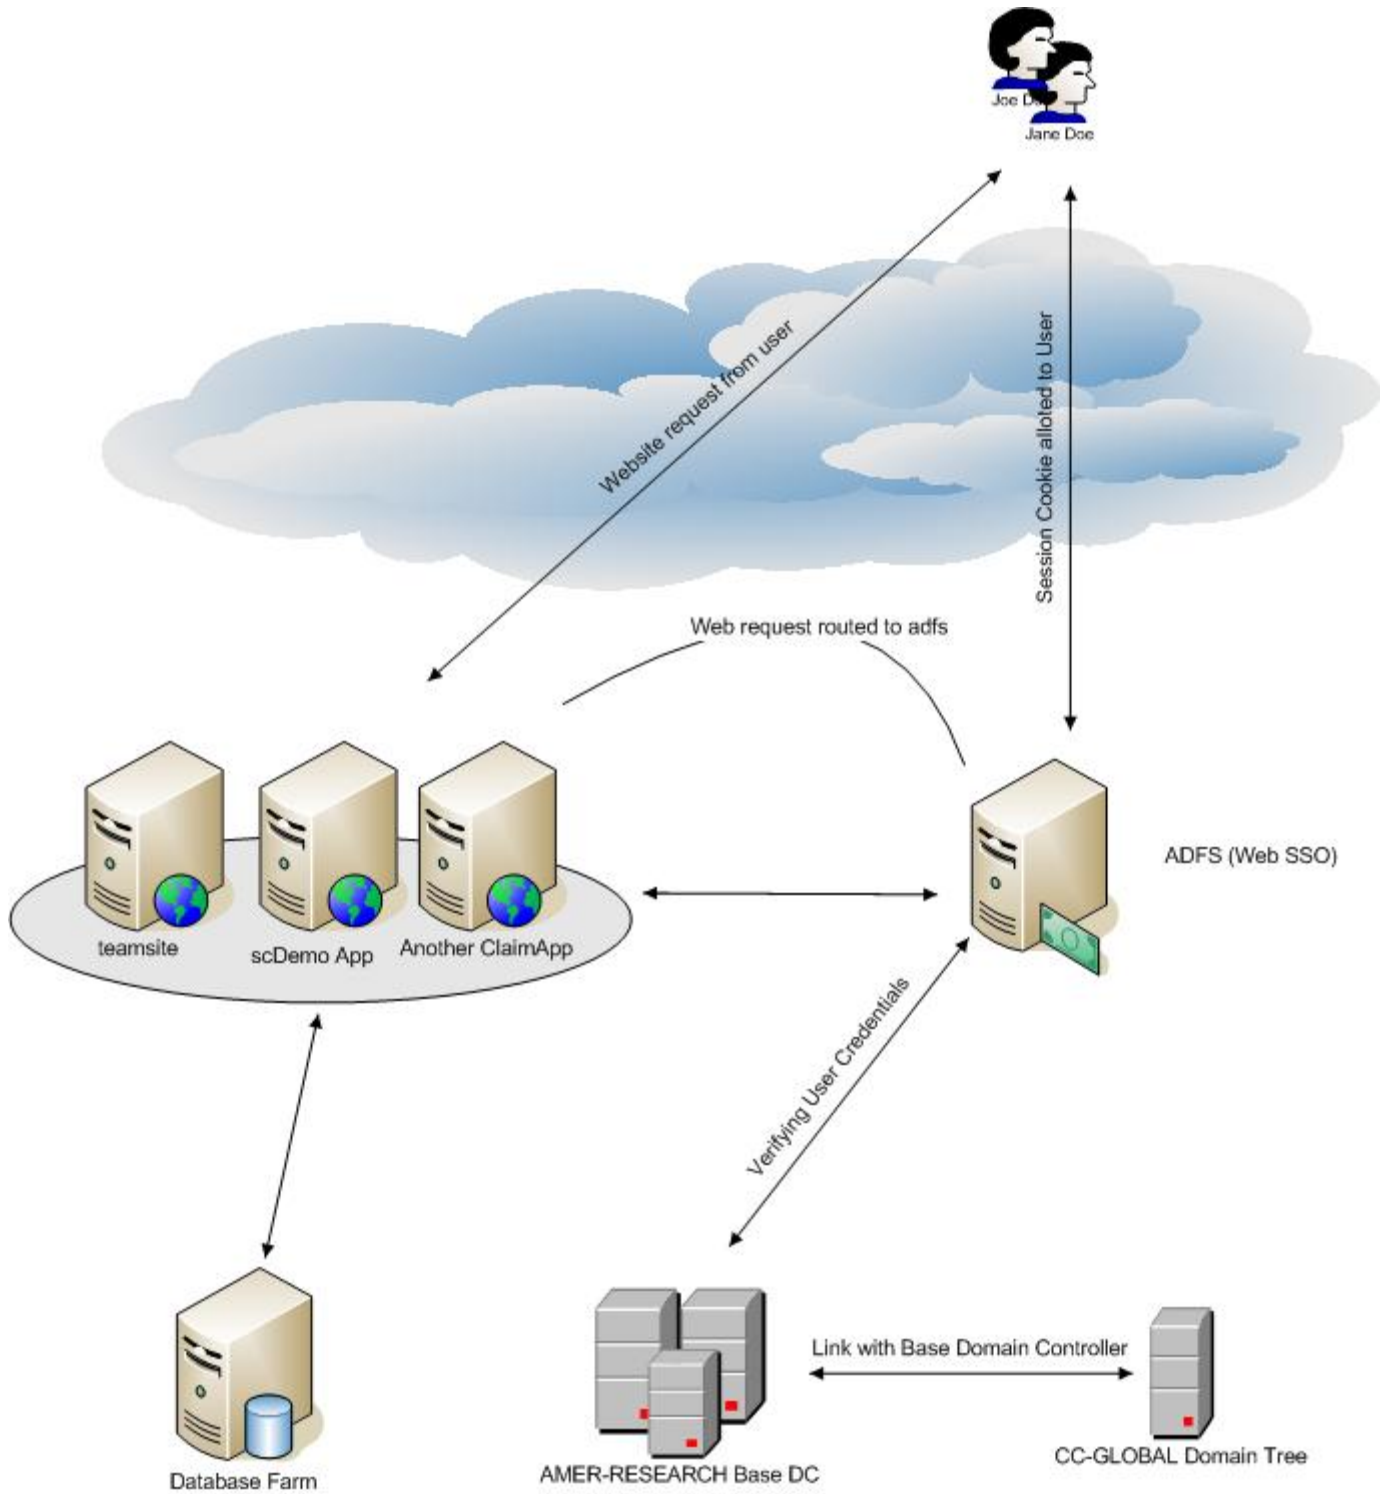 Joe D
Jane Doe
Website request from user
Session Cookie alloted to User
Web request routed to adfs
ADFS (Web SSO)
teamsite
scDemo App
Another ClaimApp
Verifying User Credentials
Link with Base Domain Controller
Database Farm
AMER-RESEARCH Base DC
CC-GLOBAL Domain Tree